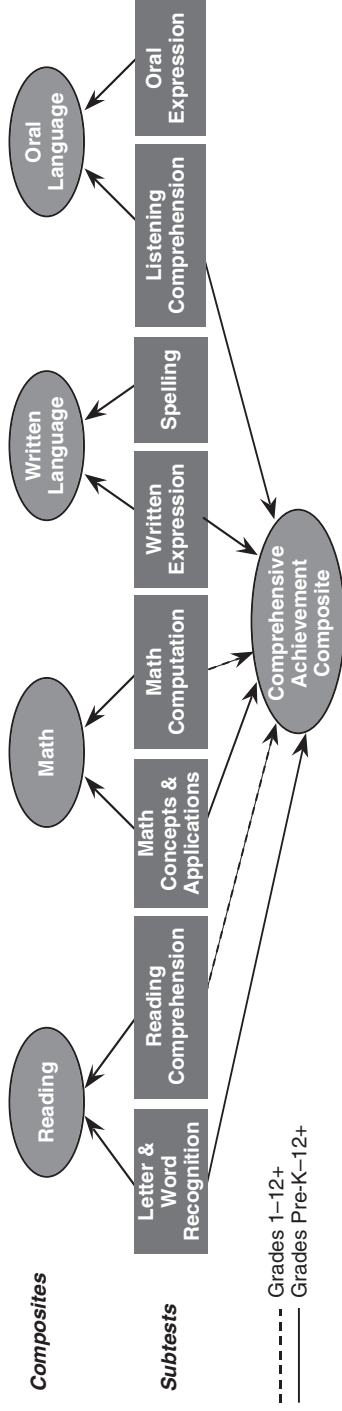 Composites
Reading
Math
Written
Language
Oral
Language
Subtests
Letter &
Word
Recognition
Reading
Comprehension
Math
Concepts &
Applications
Math
Computation
Written
Expression
Spelling
Listening
Comprehension
Oral
Expression
Comprehensive
Achievement
Composite
Grades 1–12+
Grades Pre-K–12+